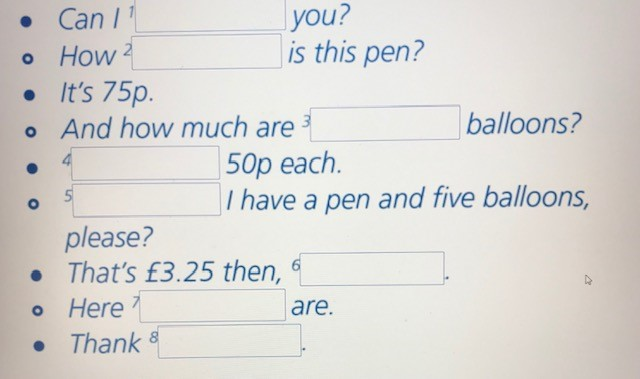 • Can I 1 you?
o How 2 is this pen?
• It's 75p.
o And how much are 3 balloons?
• 4 50p each.
o 5 I have a pen and five balloons,
please?
• That's £3.25 then, 6 .
o Here 7 are.
• Thank 8 .